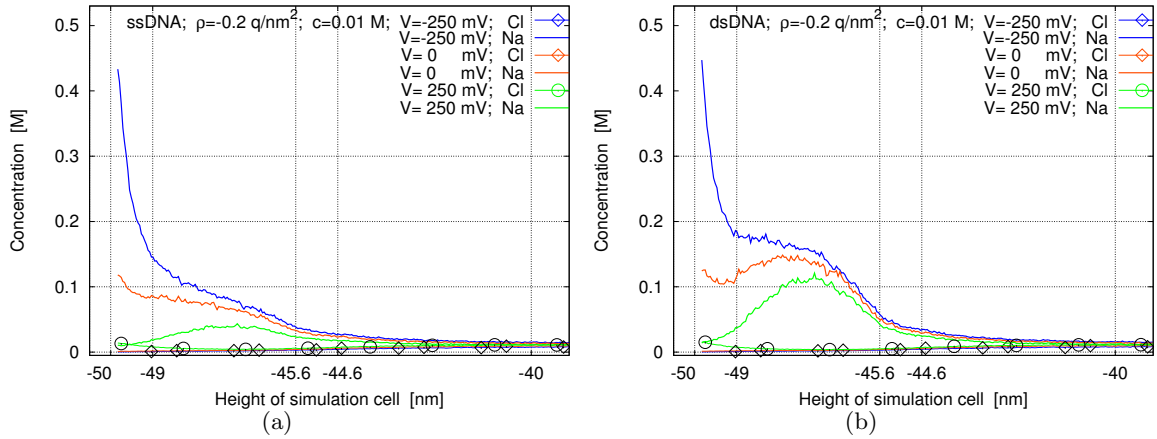 ssDNA; ρ=-0.2 q/nm²; c=0.01 M; V=-250 mV; Cl
V=-250 mV; Na
V= 0 mV; Cl
V= 0 mV; Na
V= 250 mV; Cl
V= 250 mV; Na
Concentration [M]
0.5
0.4
0.3
0.2
0.1
0
-50
-49
-45.6
-44.6
-40
Height of simulation cell [nm]
(a)
dsDNA; ρ=-0.2 q/nm²; c=0.01 M; V=-250 mV; Cl
V=-250 mV; Na
V= 0 mV; Cl
V= 0 mV; Na
V= 250 mV; Cl
V= 250 mV; Na
Concentration [M]
0.5
0.4
0.3
0.2
0.1
0
-50
-49
-45.6
-44.6
-40
Height of simulation cell [nm]
(b)